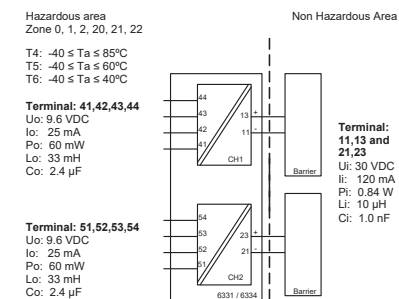 Hazardous area
Zone 0, 1, 2, 20, 21, 22
Non Hazardous Area
T4: -40 ≤ Ta ≤ 85ºC
T5: -40 ≤ Ta ≤ 60ºC
T6: -40 ≤ Ta ≤ 40ºC
Terminal: 41,42,43,44
Uo: 9.6 VDC
Io: 25 mA
Po: 60 mW
Lo: 33 mH
Co: 2.4 µF
44
43
42
41
13 +
11 -
CH1
Barrier
Terminal:
11,13 and
21,23
Ui: 30 VDC
Ii: 120 mA
Pi: 0.84 W
Li: 10 µH
Ci: 1.0 nF
Terminal: 51,52,53,54
Uo: 9.6 VDC
Io: 25 mA
Po: 60 mW
Lo: 33 mH
Co: 2.4 µF
54
53
52
51
23 +
21 -
CH2
6331 / 6334
Barrier